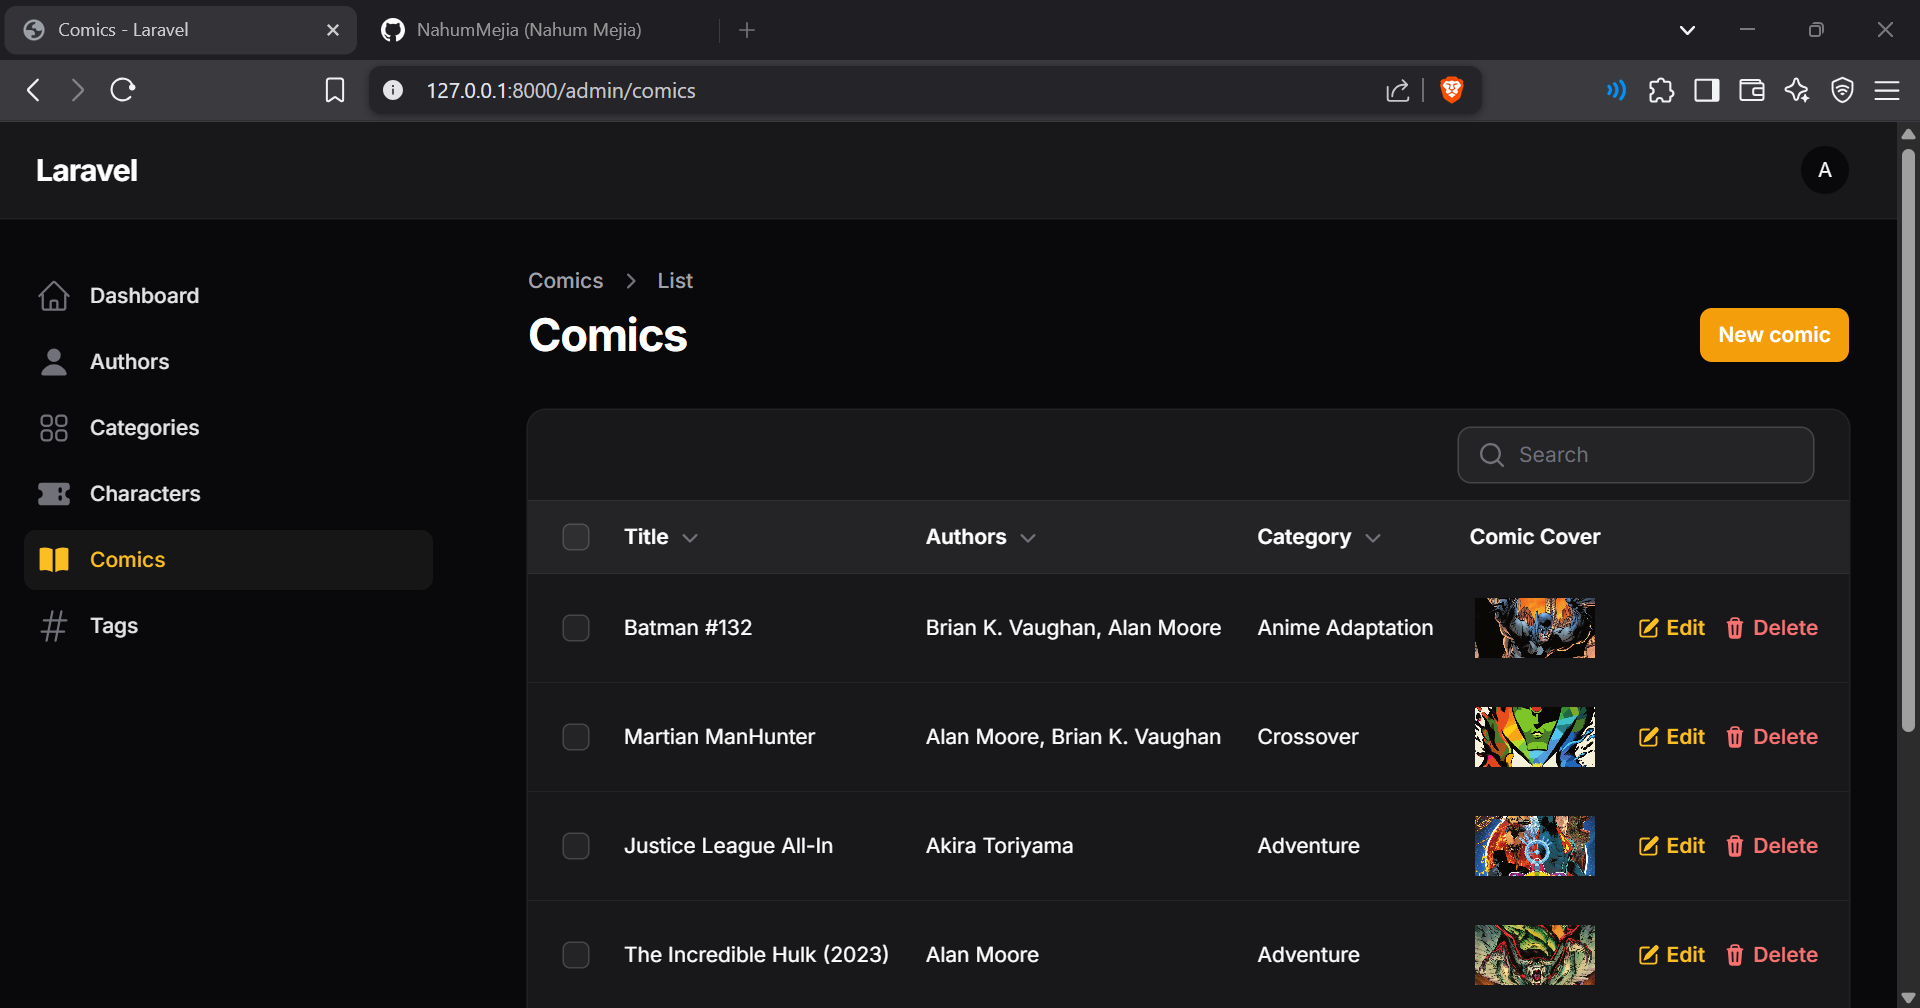 Comics - Laravel
NahumMejia (Nahum Mejia)
127.0.0.1:8000/admin/comics
Laravel
A
Dashboard
Authors
Categories
Characters
Comics
Tags
Comics > List
Comics
New comic
Search
Title Authors Category Comic Cover
Batman #132 Brian K. Vaughan, Alan Moore Anime Adaptation Edit Delete
Martian ManHunter Alan Moore, Brian K. Vaughan Crossover Edit Delete
Justice League All-In Akira Toriyama Adventure Edit Delete
The Incredible Hulk (2023) Alan Moore Adventure Edit Delete